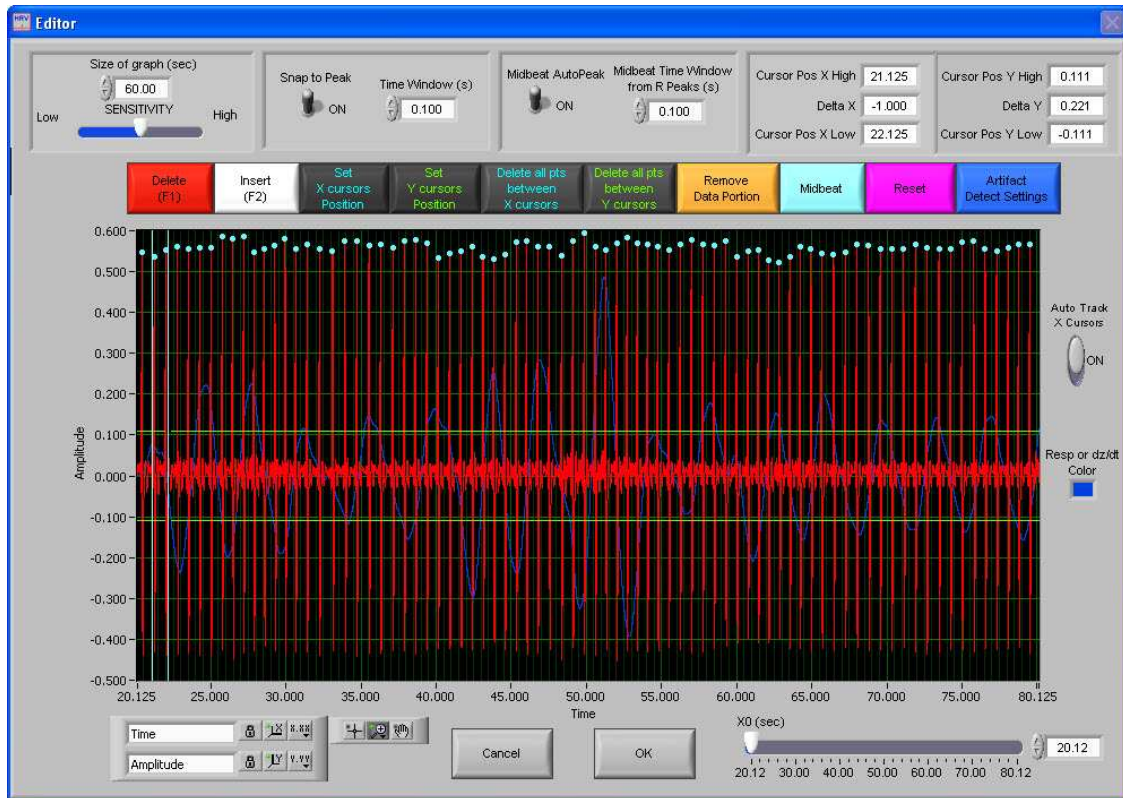 HRV
Editor
Size of graph (sec)
60.00
SENSITIVITY
Low
High
Snap to Peak
ON
Time Window (s)
0.100
Midbeat AutoPeak
ON
Midbeat Time Window
from R Peaks (s)
0.100
Cursor Pos X High
21.125
Delta X
-1.000
Cursor Pos X Low
22.125
Cursor Pos Y High
0.111
Delta Y
0.221
Cursor Pos Y Low
-0.111
Delete
(F1)
Insert
(F2)
Set
X cursors
Position
Set
Y cursors
Position
Delete all pts
between
X cursors
Delete all pts
between
Y cursors
Remove
Data Portion
Midbeat
Reset
Artifact
Detect Settings
0.600
0.500
0.400
0.300
0.200
0.100
0.000
-0.100
-0.200
-0.300
-0.400
-0.500
Amplitude
20.125
25.000
30.000
35.000
40.000
45.000
50.000
55.000
60.000
65.000
70.000
75.000
80.125
Time
Auto Track
X Cursors
ON
Resp or dz/dt
Color
Time
X
X.XX
Amplitude
Y
Y.YY
Cancel
OK
X0 (sec)
20.12
20.12 30.00 40.00 50.00 60.00 70.00 80.12